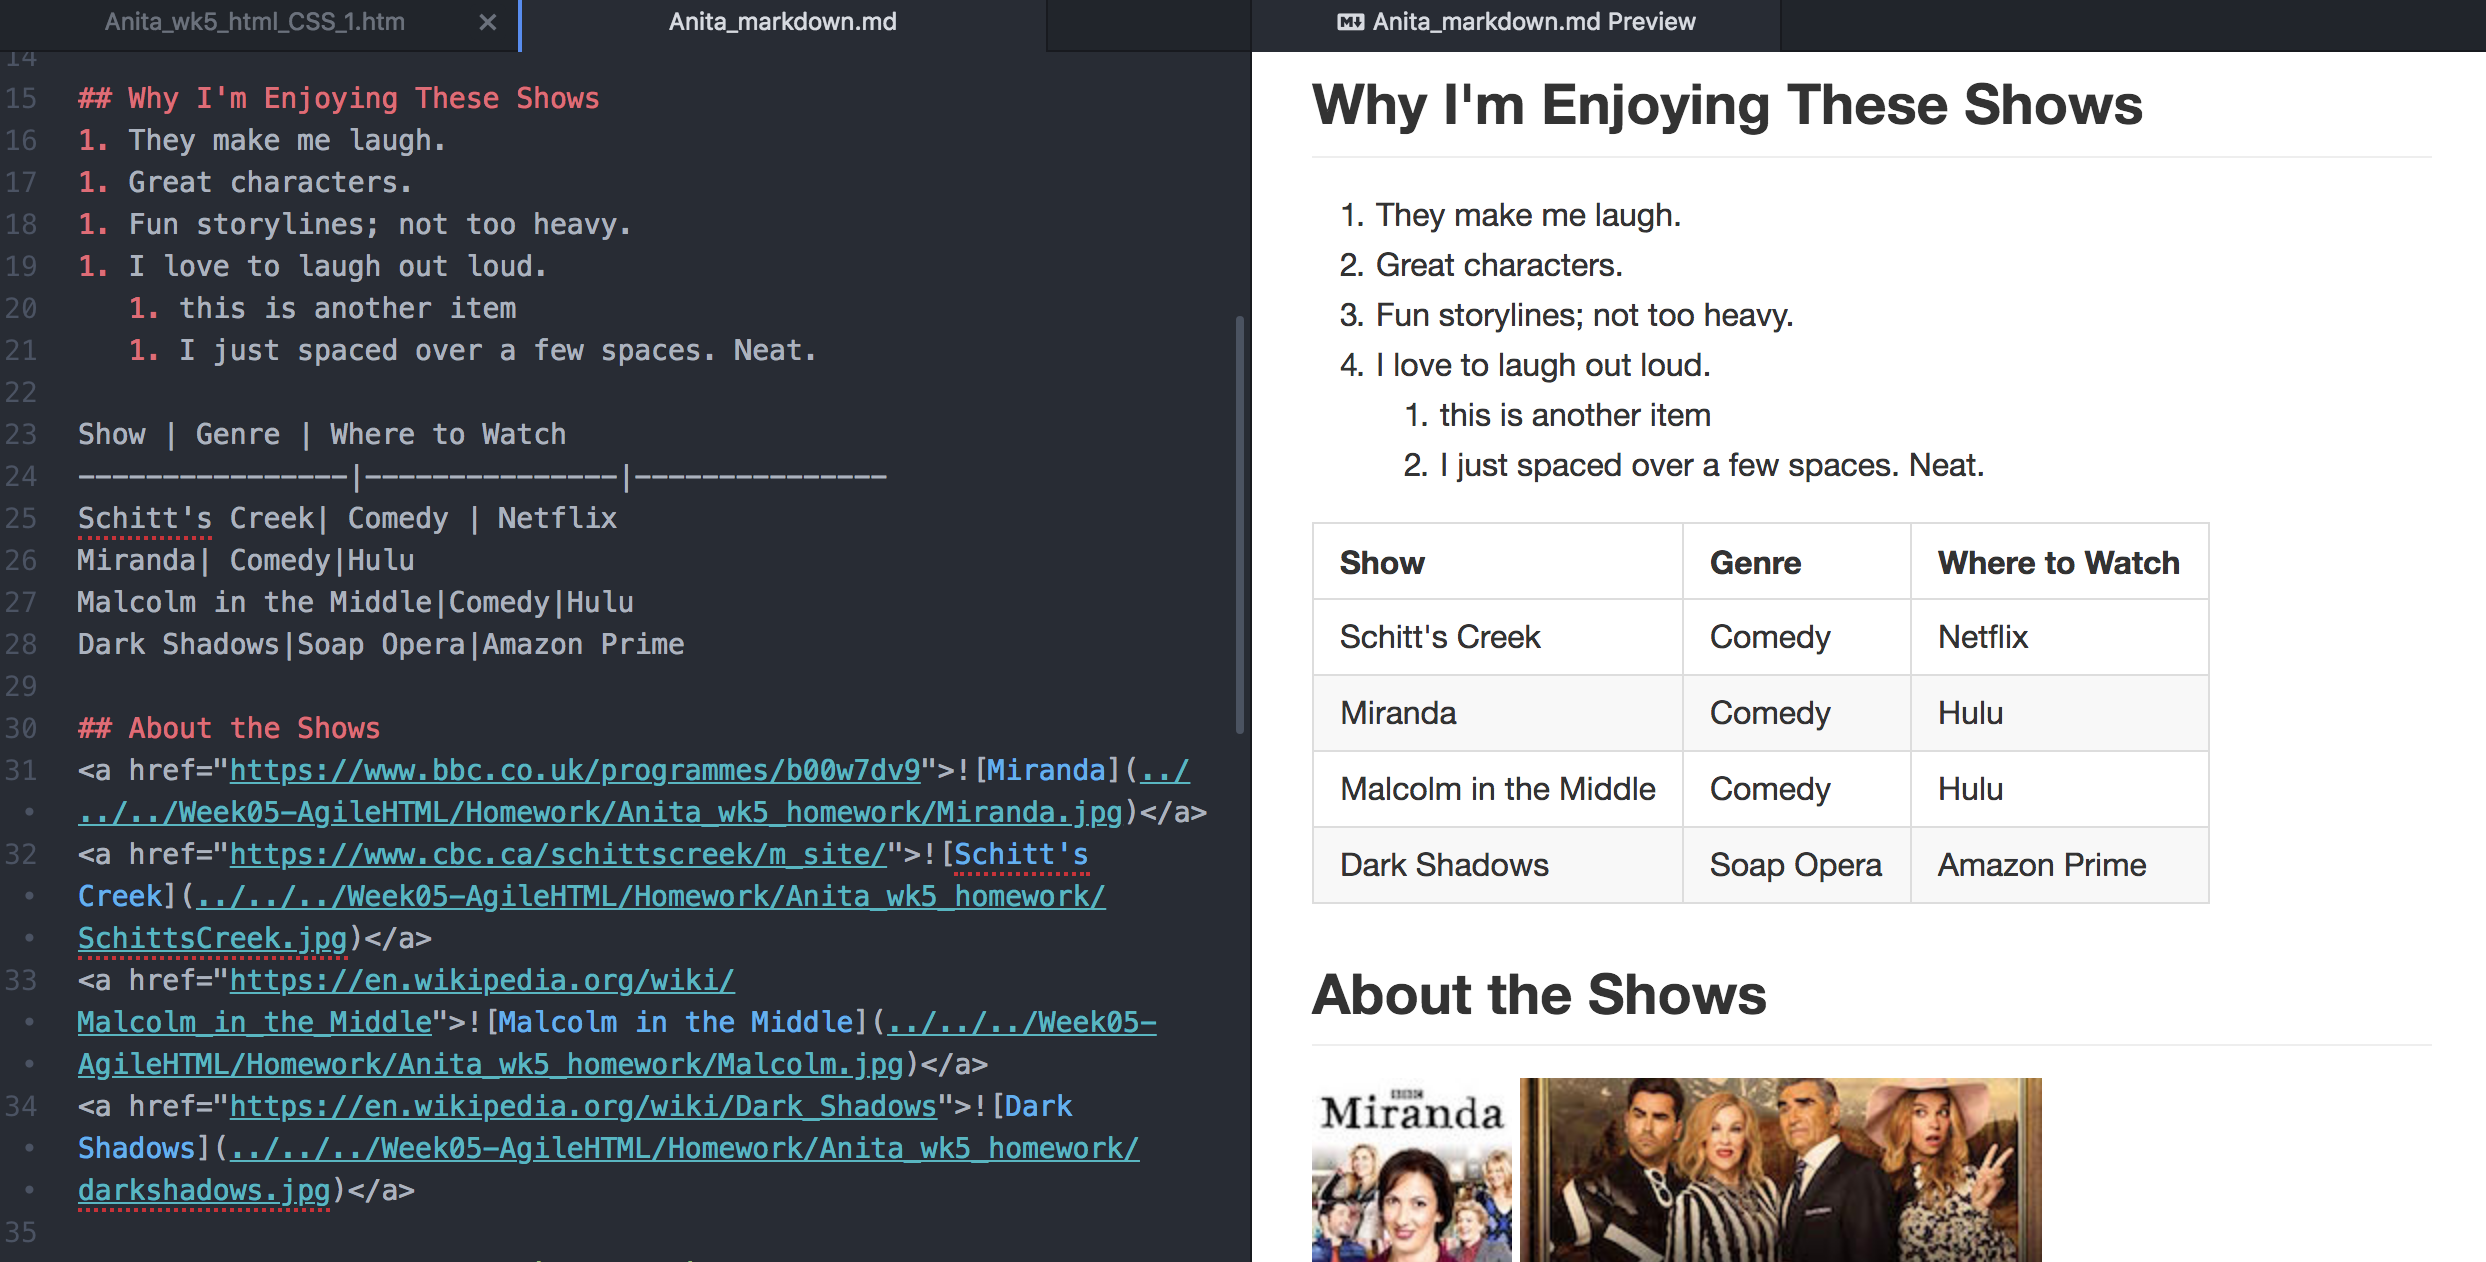 Anita_wk5_html_CSS_1.htm
Anita_markdown.md
14
15 ## Why I'm Enjoying These Shows
16 1. They make me laugh.
17 1. Great characters.
18 1. Fun storylines; not too heavy.
19 1. I love to laugh out loud.
20 1. this is another item
21 1. I just spaced over a few spaces. Neat.
22
23 Show | Genre | Where to Watch
24 ----------------|---------------|---------------
25 Schitt's Creek| Comedy | Netflix
26 Miranda| Comedy|Hulu
27 Malcolm in the Middle|Comedy|Hulu
28 Dark Shadows|Soap Opera|Amazon Prime
29
30 ## About the Shows
31 <a href="https://www.bbc.co.uk/programmes/b00w7dv9">![Miranda](../
• ../../Week05-AgileHTML/Homework/Anita_wk5_homework/Miranda.jpg)</a>
32 <a href="https://www.cbc.ca/schittscreek/m_site/">![Schitt's
• Creek](../../../Week05-AgileHTML/Homework/Anita_wk5_homework/
• SchittsCreek.jpg)</a>
33 <a href="https://en.wikipedia.org/wiki/
• Malcolm_in_the_Middle">![Malcolm in the Middle](../../../Week05-
• AgileHTML/Homework/Anita_wk5_homework/Malcolm.jpg)</a>
34 <a href="https://en.wikipedia.org/wiki/Dark_Shadows">![Dark
• Shadows](../../../Week05-AgileHTML/Homework/Anita_wk5_homework/
• darkshadows.jpg)</a>
35
Anita_markdown.md Preview
Why I'm Enjoying These Shows
1. They make me laugh.
2. Great characters.
3. Fun storylines; not too heavy.
4. I love to laugh out loud.
1. this is another item
2. I just spaced over a few spaces. Neat.
Show Genre Where to Watch
Schitt's Creek Comedy Netflix
Miranda Comedy Hulu
Malcolm in the Middle Comedy Hulu
Dark Shadows Soap Opera Amazon Prime
About the Shows
BBC
Miranda